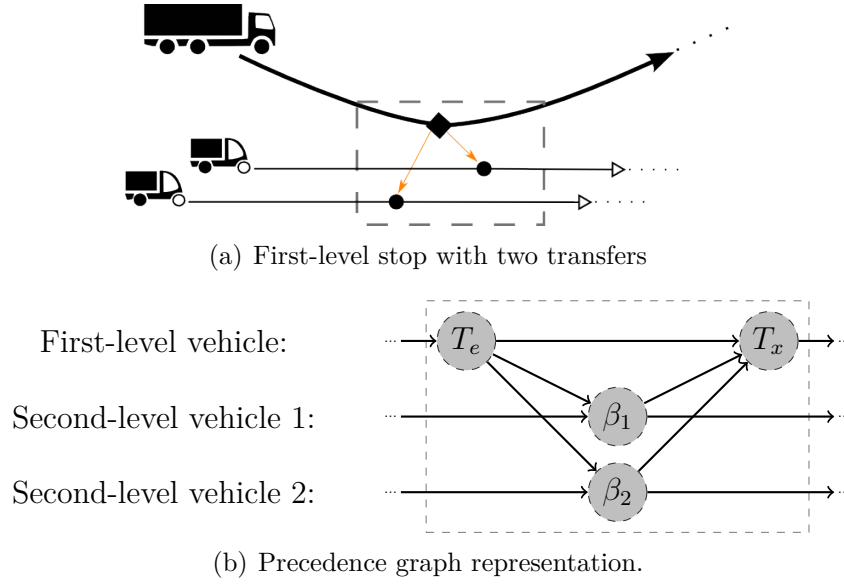 (a) First-level stop with two transfers
First-level vehicle: ... T_e T_x ...
Second-level vehicle 1: ... β_1 ...
Second-level vehicle 2: ... β_2 ...
(b) Precedence graph representation.